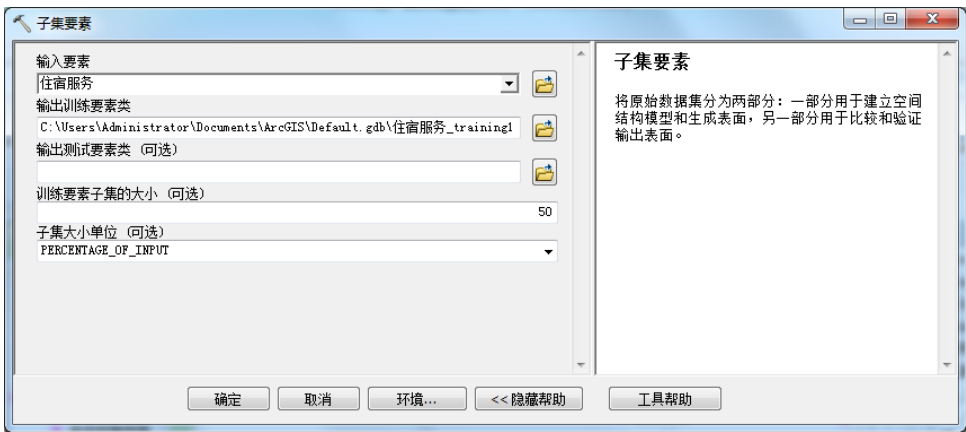 子集要素
输入要素
住宿服务
输出训练要素类
C:\Users\Administrator\Documents\ArcGIS\Default.gdb\住宿服务_training1
输出测试要素类 (可选)
训练要素子集的大小 (可选)
50
子集大小单位 (可选)
PERCENTAGE_OF_INPUT
子集要素
将原始数据集分为两部分：一部分用于建立空间
结构模型和生成表面，另一部分用于比较和验证
输出表面。
确定
取消
环境...
<< 隐藏帮助
工具帮助